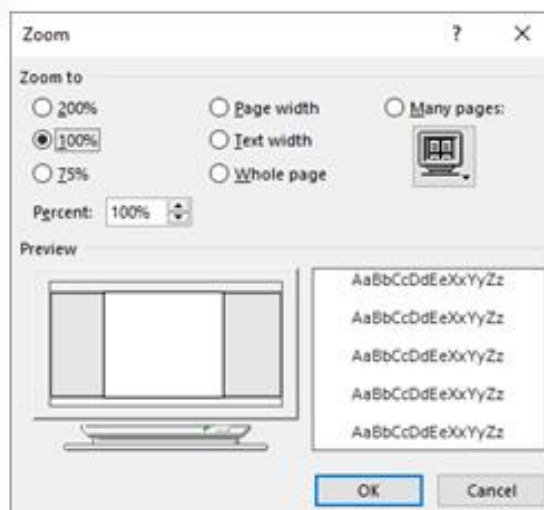 Zoom ? ×
Zoom to
200% Page width Many pages:
100% Text width
75% Whole page
Percent: 100%
Preview
AaBbCcDdEeXxYyZz
AaBbCcDdEeXxYyZz
AaBbCcDdEeXxYyZz
AaBbCcDdEeXxYyZz
AaBbCcDdEeXxYyZz
OK Cancel